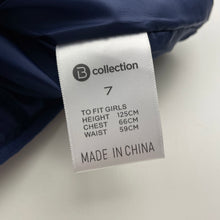 B collection
7
TO FIT GIRLS
HEIGHT 125CM
CHEST 66CM
WAIST 59CM
MADE IN CHINA